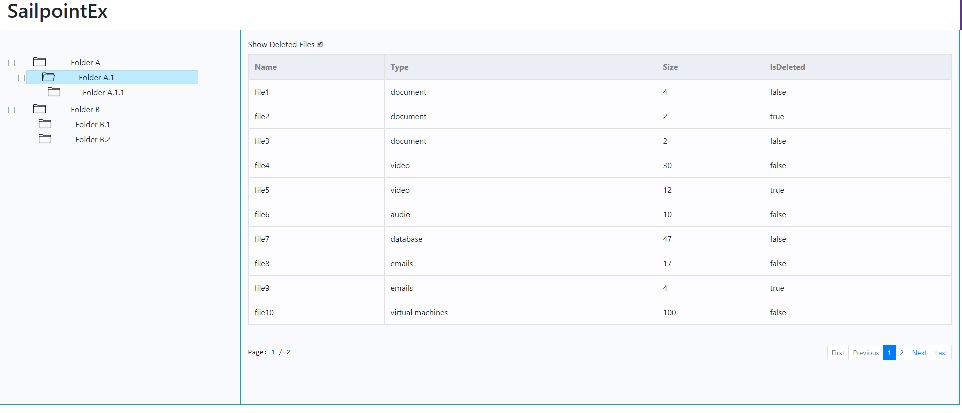 SailpointEx
Folder A
Folder A.1
Folder A.1.1
Folder B
Folder B.1
Folder B.2
Show Deleted Files
Name Type Size IsDeleted
file1 document 4 false
file2 document 2 true
file3 document 2 false
file4 video 30 false
file5 video 12 true
file6 audio 10 false
file7 database 47 false
file8 emails 17 false
file9 emails 4 true
file10 virtual machines 100 false
Page: 1 / 2
First Previous 1 2 Next Last